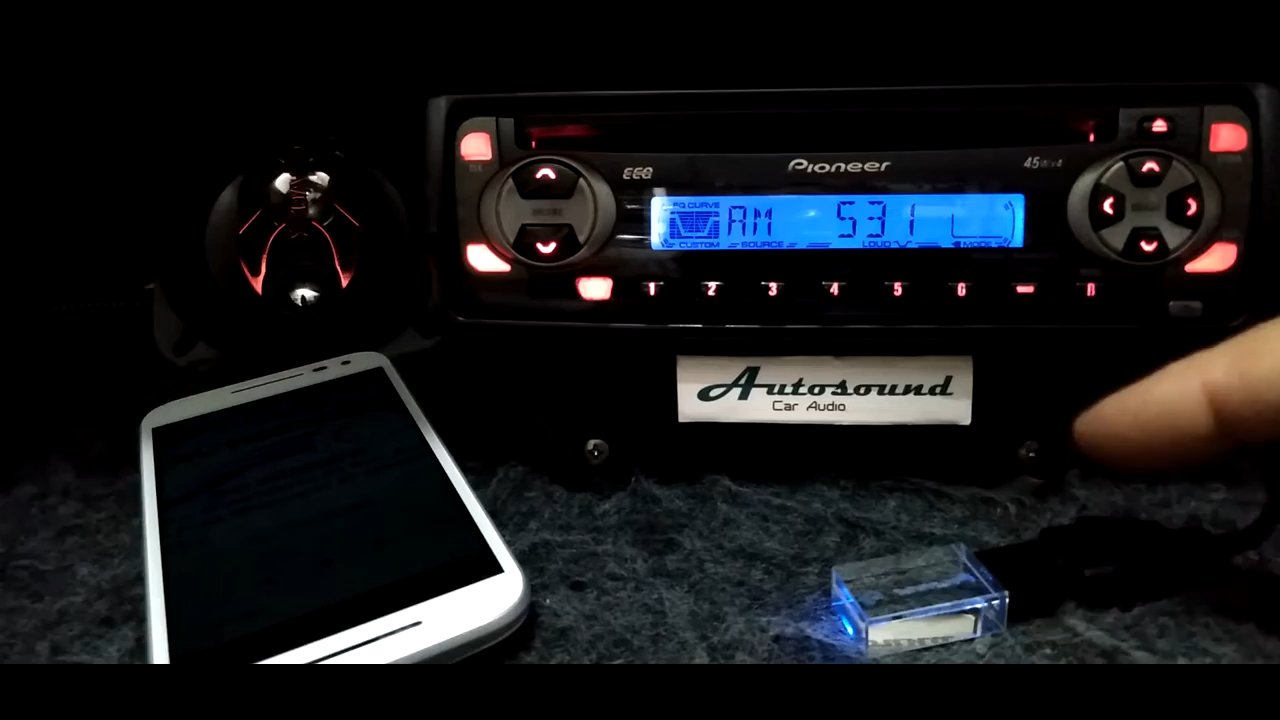 EEQ
Pioneer
45W×4
EQ CURVE
AM 531
CUSTOM SOURCE LOUD MODE
1 2 3 4 5 6
Autosound
Car Audio